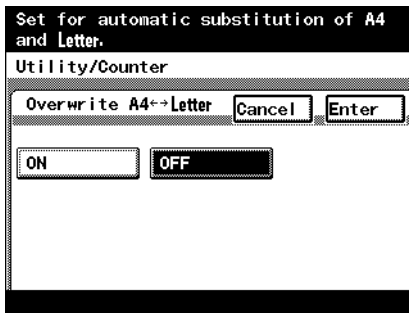 Set for automatic substitution of A4
and Letter.
Utility/Counter
Overwrite A4↔Letter Cancel Enter
ON OFF